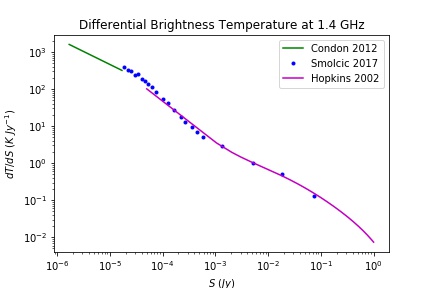 Differential Brightness Temperature at 1.4 GHz
Condon 2012
Smolcic 2017
Hopkins 2002
dT/dS (K Jy⁻¹)
10³
10²
10¹
10⁰
10⁻¹
10⁻²
10⁻⁶ 10⁻⁵ 10⁻⁴ 10⁻³ 10⁻² 10⁻¹ 10⁰
S (Jy)